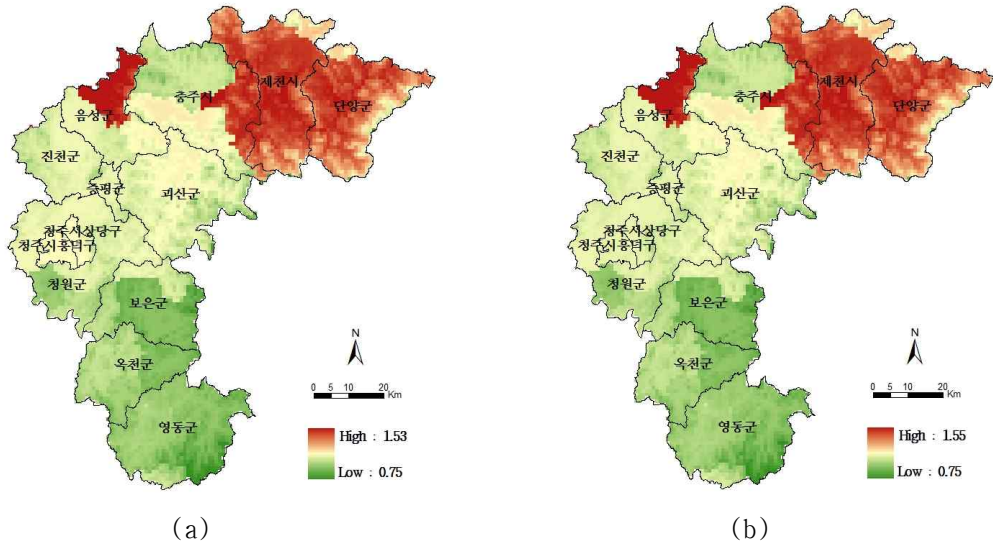 제천시
충주시
단양군
음성군
진천군
증평군
괴산군
청주시상당구
청주시흥덕구
청원군
보은군
옥천군
영동군
N
0 5 10 20
Km
High : 1.53
Low : 0.75
(a)
제천시
충주시
단양군
음성군
진천군
증평군
괴산군
청주시상당구
청주시흥덕구
청원군
보은군
옥천군
영동군
N
0 5 10 20
Km
High : 1.55
Low : 0.75
(b)